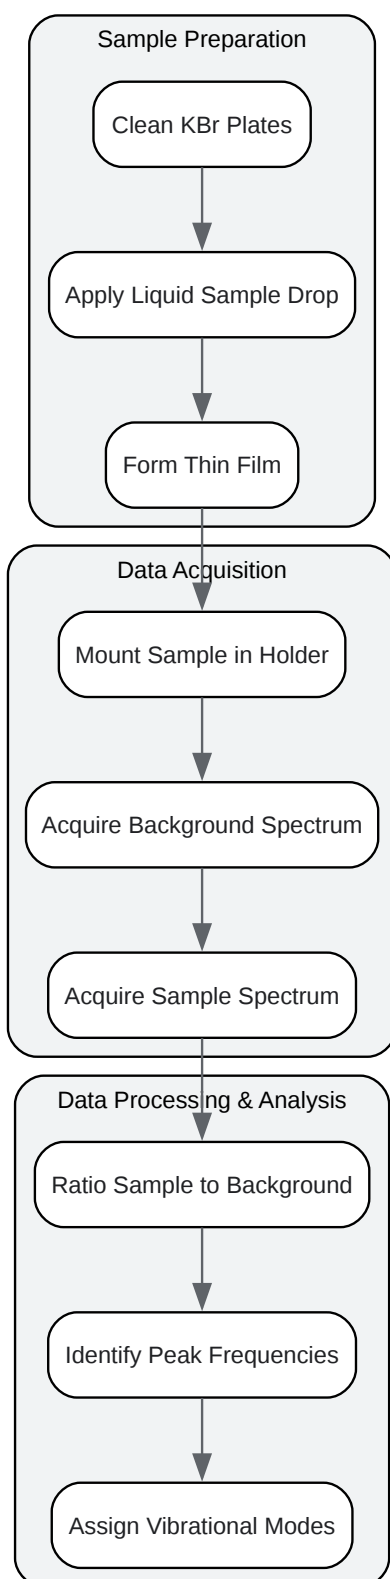 Sample Preparation
Clean KBr Plates
Apply Liquid Sample Drop
Form Thin Film
Data Acquisition
Mount Sample in Holder
Acquire Background Spectrum
Acquire Sample Spectrum
Data Processing & Analysis
Ratio Sample to Background
Identify Peak Frequencies
Assign Vibrational Modes